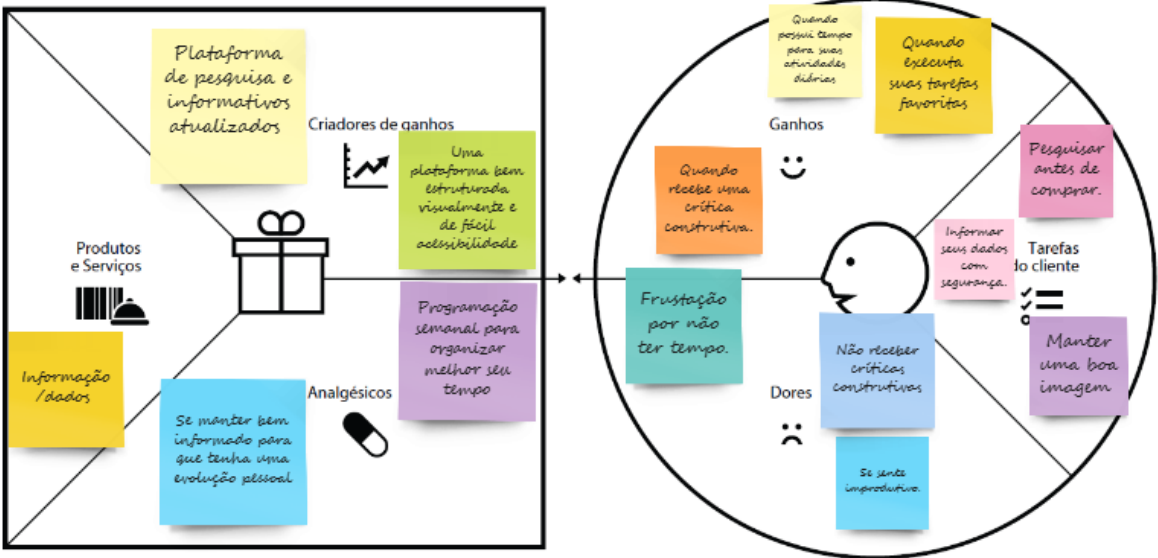 Plataforma
de pesquisa e
informativos
atualizados
Criadores de ganhos
Uma
plataforma bem
estruturada
visualmente e
de fácil
acessibilidade
Produtos
e Serviços
Informação
/dados
Programação
semanal para
organizar
melhor seu
tempo
Analgésicos
Se manter bem
informado para
que tenha uma
evolução pessoal
Quando
possui tempo
para suas
atividades
diárias
Quando
executa
suas tarefas
favoritas
Ganhos
Quando
recebe uma
crítica
construtiva.
Pesquisar
antes de
comprar.
Informar
seus dados
com
segurança.
Tarefas
do cliente
Manter
uma boa
imagem
Frustação
por não
ter tempo.
Não receber
críticas
construtivas
Dores
Se sente
improdutivo.